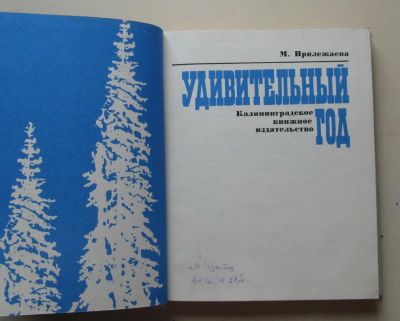 М. Прилежаева
УДИВИТЕЛЬНЫЙ
Калининградское
книжное
издательство
ГОД